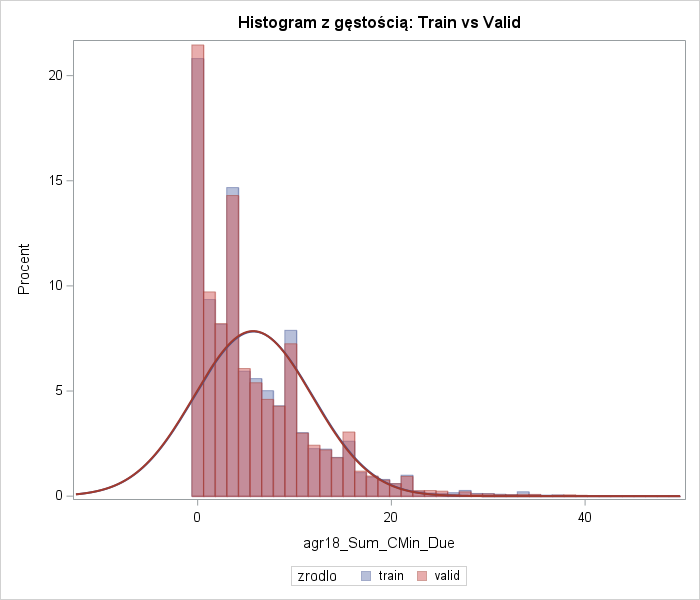 Histogram z gęstością: Train vs Valid
20
15
10
5
0
Procent
0
20
40
agr18_Sum_CMin_Due
zrodlo
train
valid